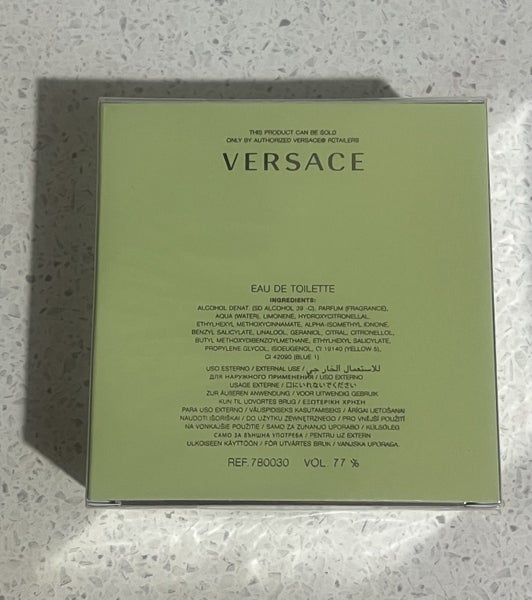 THIS PRODUCT CAN BE SOLD
ONLY BY AUTHORIZED VERSACE® RETAILERS
VERSACE
EAU DE TOILETTE
INGREDIENTS:
ALCOHOL DENAT. (SD ALCOHOL 39-C), PARFUM (FRAGRANCE),
AQUA (WATER), LIMONENE, HYDROXYCITRONELLAL,
ETHYLHEXYL METHOXYCINNAMATE, ALPHA-ISOMETHYL IONONE,
BENZYL SALICYLATE, LINALOOL, GERANIOL, CITRAL, CITRONELLOL,
BUTYL METHOXYDIBENZOYLMETHANE, ETHYLHEXYL SALICYLATE,
PROPYLENE GLYCOL, ISOEUGENOL, CI 19140 (YELLOW 5),
CI 42090 (BLUE 1)
USO ESTERNO / EXTERNAL USE / للاستعمال الخارجي
ДЛЯ НАРУЖНОГО ПРИМЕНЕНИЯ / USO EXTERNO
USAGE EXTERNE / 口にいれないでください
ZUR ÄUSSEREN ANWENDUNG / VOOR UITWENDIG GEBRUIK
KUN TIL UDVORTES BRUG / ΕΞΩΤΕΡΙΚΗ ΧΡΗΣΗ
PARA USO EXTERNO / VÄLISPIDISEKS KASUTAMISEKS / ĀRĪGAI LIETOŠANAI
NAUDOTI IŠORIŠKAI / DO UŻYTKU ZEWNĘTRZNEGO / PRO VNĚJŠÍ POUŽITÍ
NA VONKAJŠIE POUŽITIE / SAMO ZA ZUNANJO UPORABO / KÜLSŐLEG
САМО ЗА ВЪНШНА УПОТРЕБА / PENTRU UZ EXTERN
ULKOISEEN KÄYTTÖÖN / FÖR UTVÄRTES BRUK / VANJSKA UPORABA
REF. 780030 VOL. 77 %